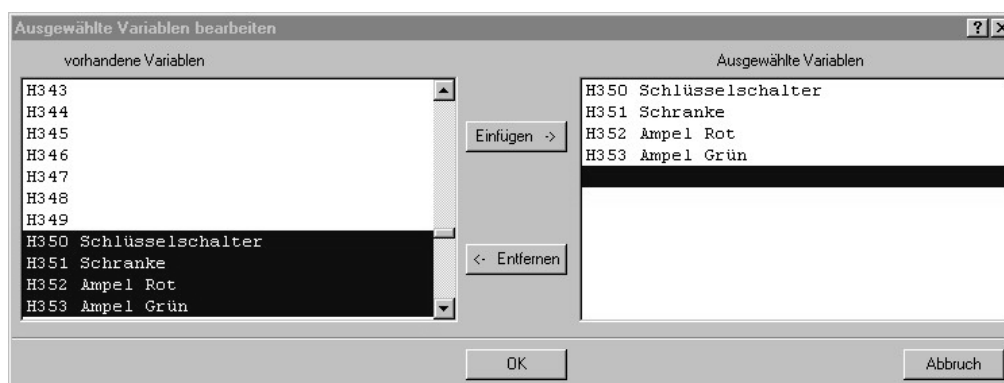 Ausgewählte Variablen bearbeiten
vorhandene Variablen
H343
H344
H345
H346
H347
H348
H349
H350 Schlüsselschalter
H351 Schranke
H352 Ampel Rot
H353 Ampel Grün
Einfügen ->
<- Entfernen
Ausgewählte Variablen
H350 Schlüsselschalter
H351 Schranke
H352 Ampel Rot
H353 Ampel Grün
OK
Abbruch